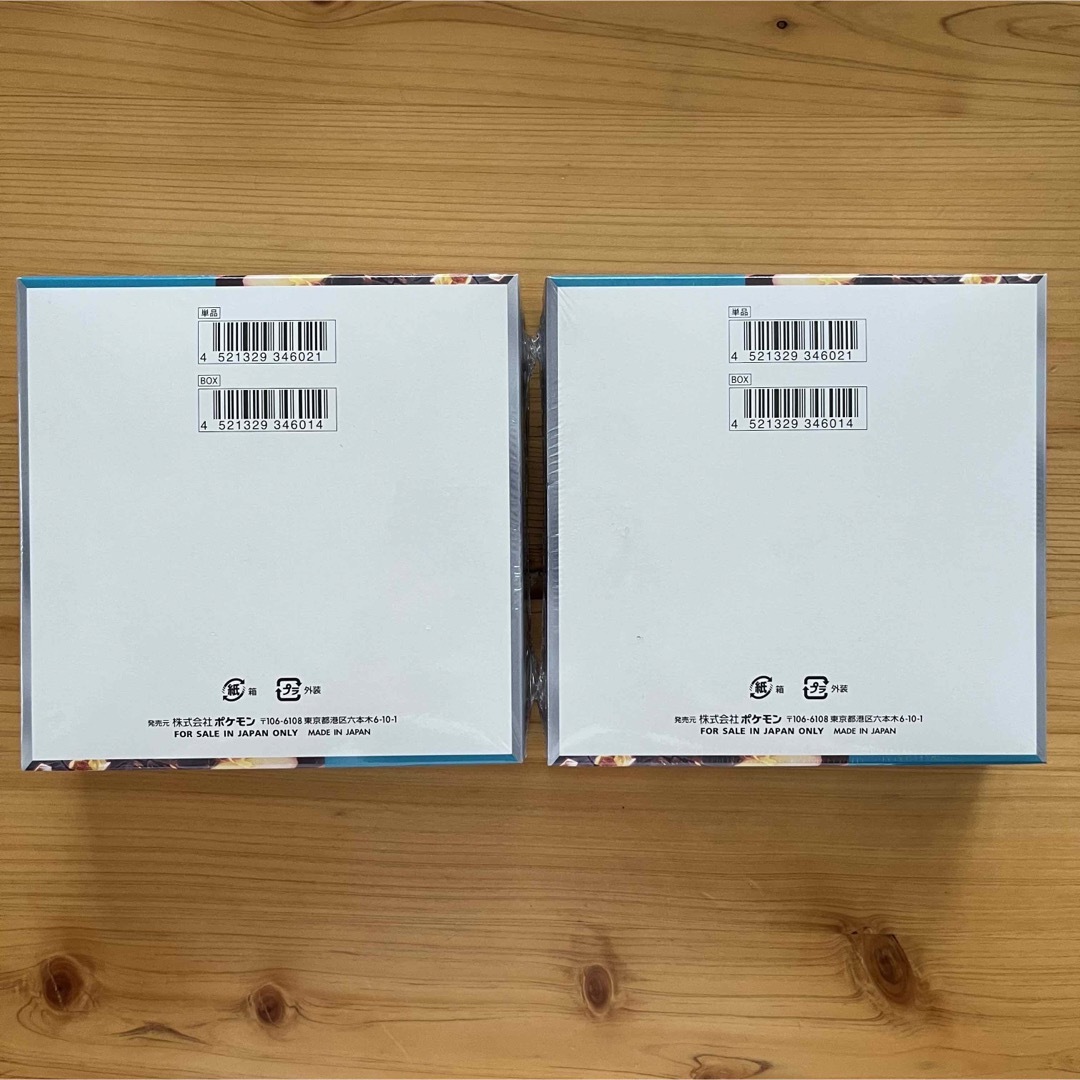 単品
4 521329 346021
BOX
4 521329 346014
紙 箱 プラ 外装
発売元 株式会社 ポケモン 〒106-6108 東京都港区六本木6-10-1
FOR SALE IN JAPAN ONLY MADE IN JAPAN
単品
4 521329 346021
BOX
4 521329 346014
紙 箱 プラ 外装
発売元 株式会社 ポケモン 〒106-6108 東京都港区六本木6-10-1
FOR SALE IN JAPAN ONLY MADE IN JAPAN